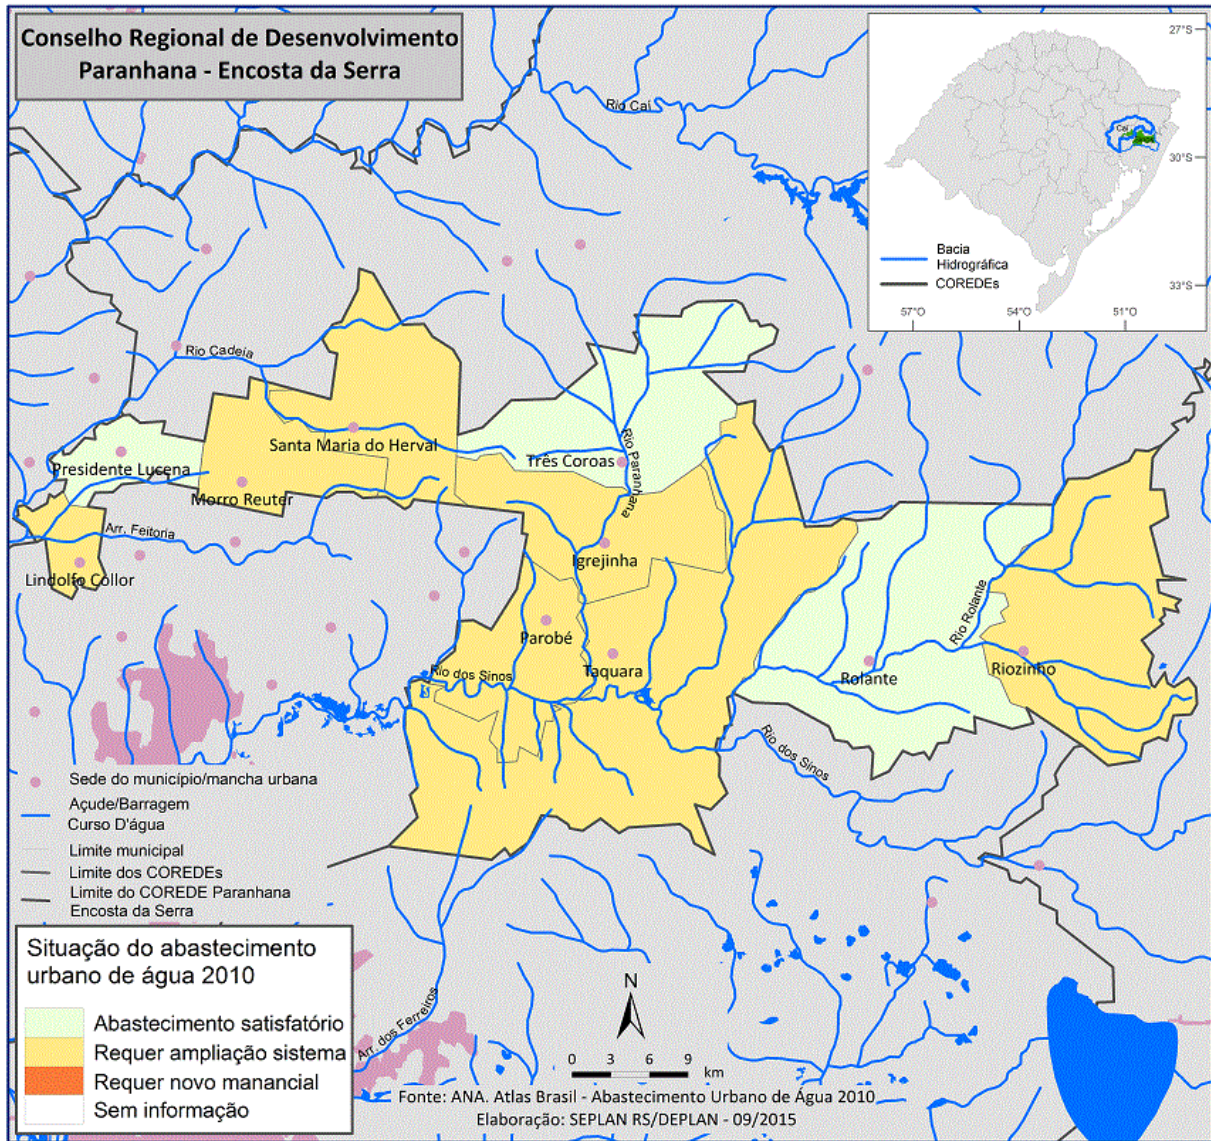 Conselho Regional de Desenvolvimento
Paranhana - Encosta da Serra
27°S
30°S
33°S
57°O
54°O
51°O
Caí
Bacia
Hidrográfica
COREDEs
Rio Caí
Rio Cadeia
Santa Maria do Herval
Presidente Lucena
Morro Reuter
Arr. Feitoria
Lindolfo Collor
Três Coroas
Rio Paranhana
Igrejinha
Parobé
Taquara
Rio dos Sinos
Rio Rolante
Rolante
Riozinho
Rio dos Sinos
Sede do município/mancha urbana
Açude/Barragem
Curso D'água
Limite municipal
Limite dos COREDEs
Limite do COREDE Paranhana
Encosta da Serra
Situação do abastecimento
urbano de água 2010
Abastecimento satisfatório
Requer ampliação sistema
Requer novo manancial
Sem informação
Arr. dos Ferreiros
N
0 3 6 9
km
Fonte: ANA. Atlas Brasil - Abastecimento Urbano de Água 2010
Elaboração: SEPLAN RS/DEPLAN - 09/2015